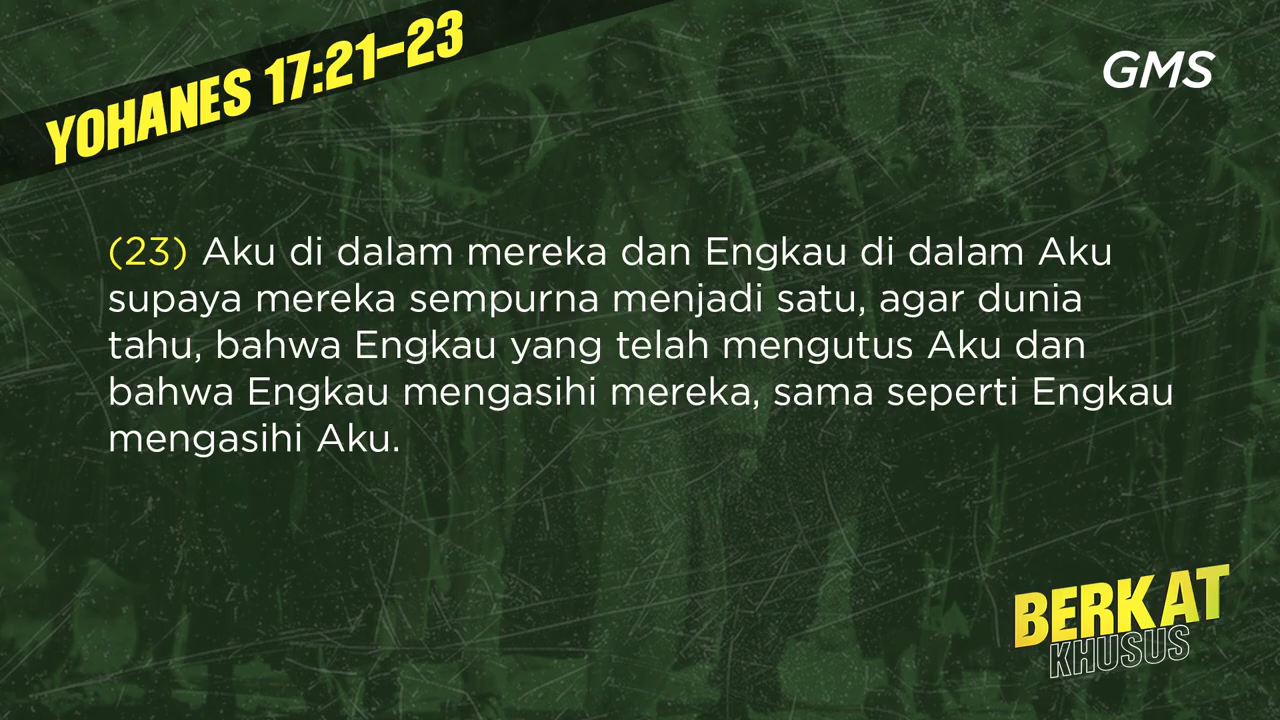 YOHANES 17:21–23
GMS
(23) Aku di dalam mereka dan Engkau di dalam Aku
supaya mereka sempurna menjadi satu, agar dunia
tahu, bahwa Engkau yang telah mengutus Aku dan
bahwa Engkau mengasihi mereka, sama seperti Engkau
mengasihi Aku.
BERKAT
KHUSUS